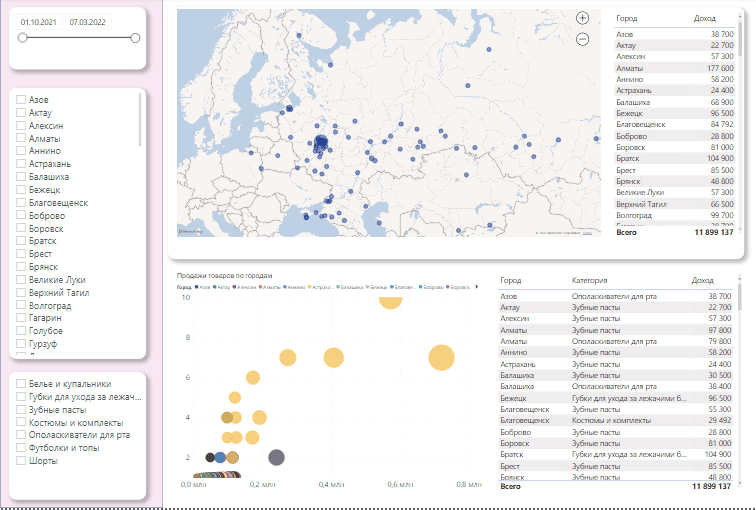 01.10.2021 07.03.2022
Азов
Актау
Алексин
Алматы
Аннино
Астрахань
Балашиха
Бежецк
Благовещенск
Боброво
Боровск
Братск
Брест
Брянск
Великие Луки
Верхний Тагил
Волгоград
Гагарин
Голубое
Гурзуф
Белье и купальники
Губки для ухода за лежач...
Зубные пасты
Костюмы и комплекты
Ополаскиватели для рта
Футболки и топы
Шорты
Город Доход
Азов 38 700
Актау 22 700
Алексин 57 300
Алматы 177 600
Аннино 58 200
Астрахань 24 400
Балашиха 68 900
Бежецк 96 500
Благовещенск 84 792
Боброво 28 800
Боровск 81 000
Братск 104 900
Брест 85 500
Брянск 48 800
Великие Луки 57 300
Верхний Тагил 66 500
Волгоград 99 700
Всего 11 899 137
Продажи товаров по городам
Город Азов Актау Алексин Алматы Аннино Астраха... Балашиха Бежецк Благове... Боброво Боровск
10
8
6
4
2
0,0 млн 0,2 млн 0,4 млн 0,6 млн 0,8 млн
Город Категория Доход
Азов Ополаскиватели для рта 38 700
Актау Зубные пасты 22 700
Алексин Зубные пасты 57 300
Алматы Зубные пасты 97 800
Алматы Ополаскиватели для рта 79 800
Аннино Зубные пасты 58 200
Астрахань Зубные пасты 24 400
Балашиха Зубные пасты 30 500
Балашиха Ополаскиватели для рта 38 400
Бежецк Губки для ухода за лежачими б... 96 500
Благовещенск Зубные пасты 55 300
Благовещенск Костюмы и комплекты 29 492
Боброво Зубные пасты 28 800
Боровск Зубные пасты 81 000
Братск Губки для ухода за лежачими б... 104 900
Брест Зубные пасты 85 500
Брянск Зубные пасты 48 800
Всего 11 899 137